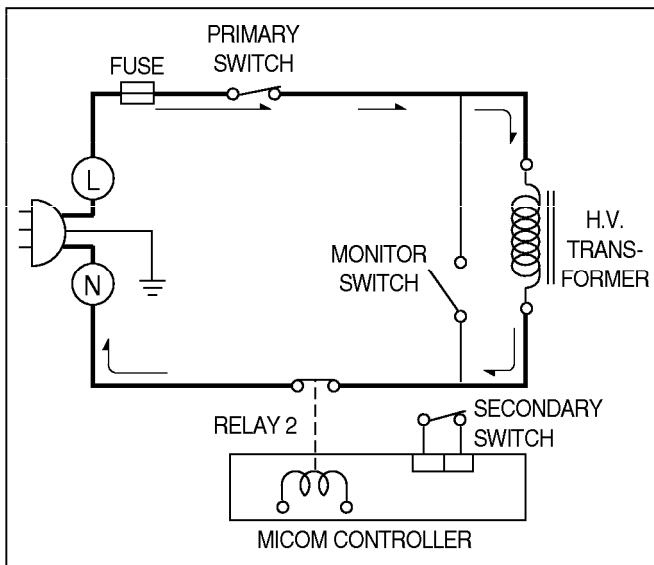 PRIMARY
SWITCH
FUSE
L
H.V.
TRANS-
FORMER
MONITOR
SWITCH
N
RELAY 2
SECONDARY
SWITCH
MICOM CONTROLLER